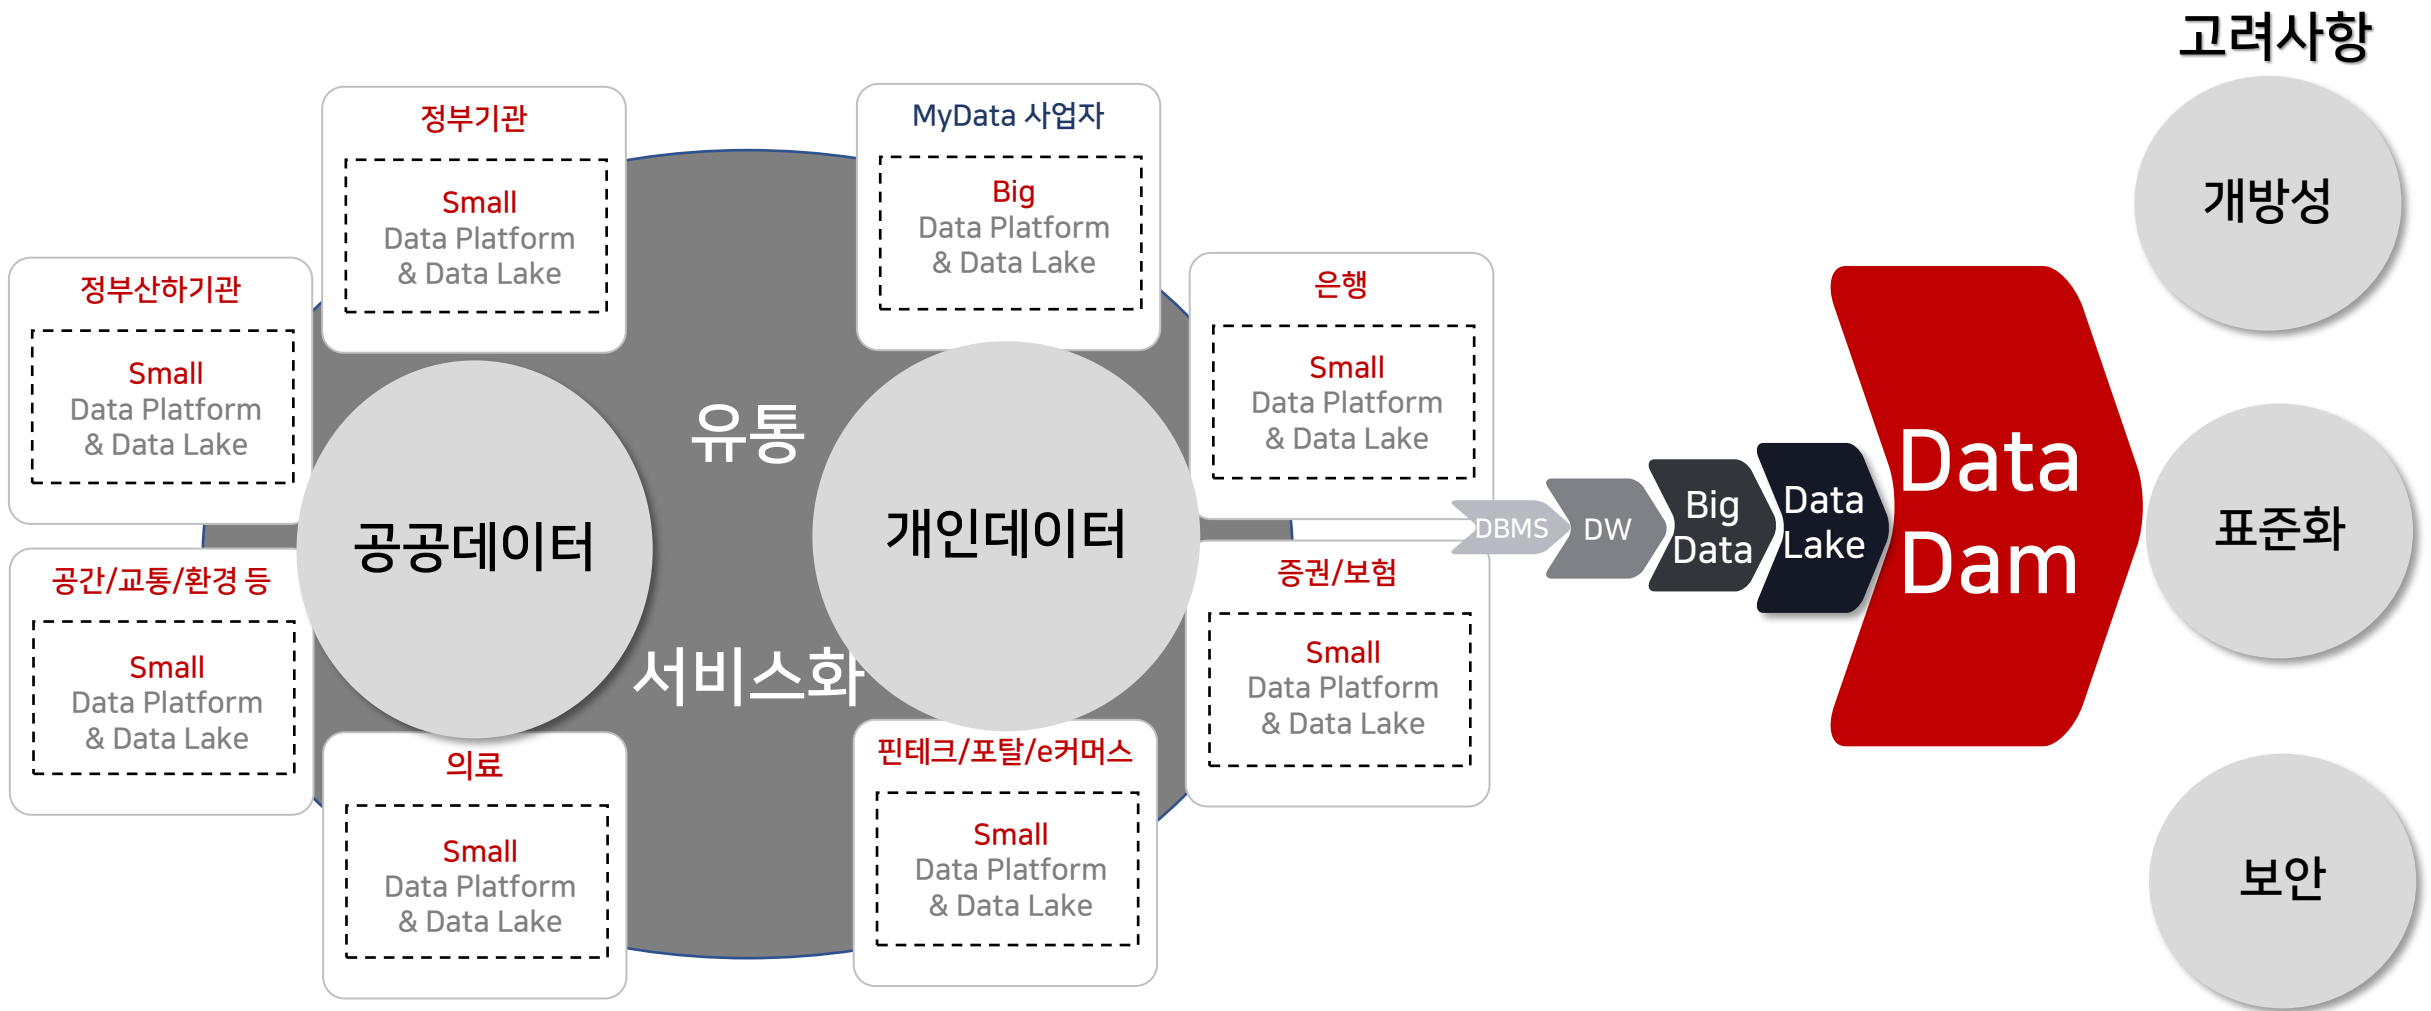 고려사항
정부기관
Small
Data Platform
& Data Lake
MyData 사업자
Big
Data Platform
& Data Lake
정부산하기관
Small
Data Platform
& Data Lake
은행
Small
Data Platform
& Data Lake
유통
서비스화
공공데이터
개인데이터
공간/교통/환경 등
Small
Data Platform
& Data Lake
증권/보험
Small
Data Platform
& Data Lake
의료
Small
Data Platform
& Data Lake
핀테크/포탈/e커머스
Small
Data Platform
& Data Lake
DBMS
DW
Big
Data
Data
Lake
Data
Dam
개방성
표준화
보안